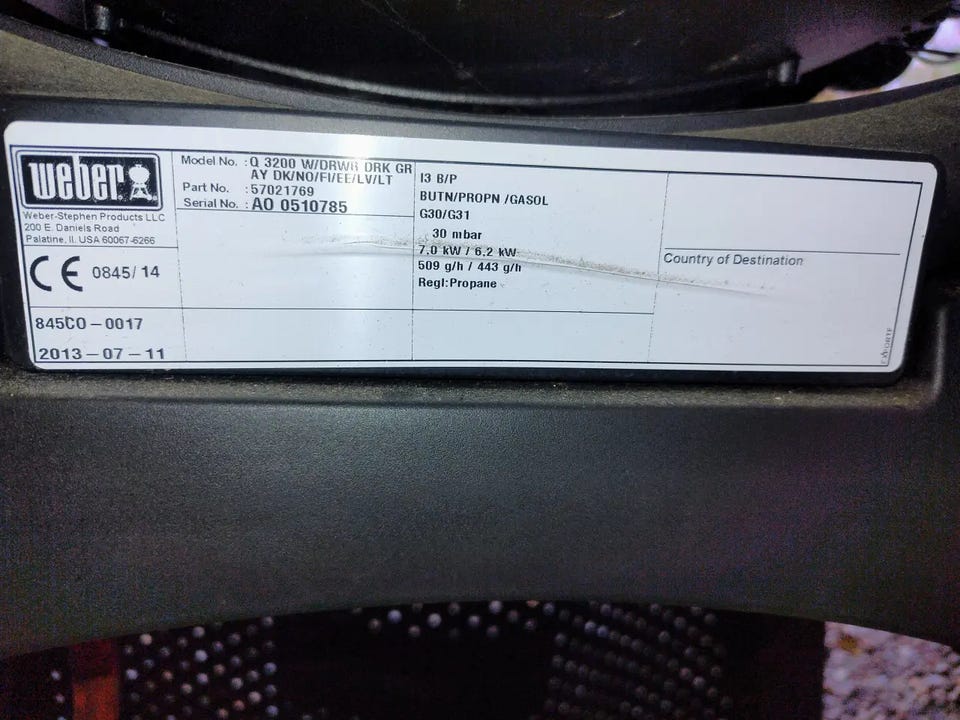 weber
Weber-Stephen Products LLC
200 E. Daniels Road
Palatine, Il. USA 60067-6266
CE 0845/14
845CO-0017
2013-07-11
Model No. : Q 3200 W/DRWR DRK GR
AY DK/NO/FI/EE/LV/LT
Part No. : 57021769
Serial No. : AO 0510785
I3 B/P
BUTN/PROPN /GASOL
G30/G31
30 mbar
7.0 kW / 6.2 kW
509 g/h / 443 g/h
Regl:Propane
Country of Destination